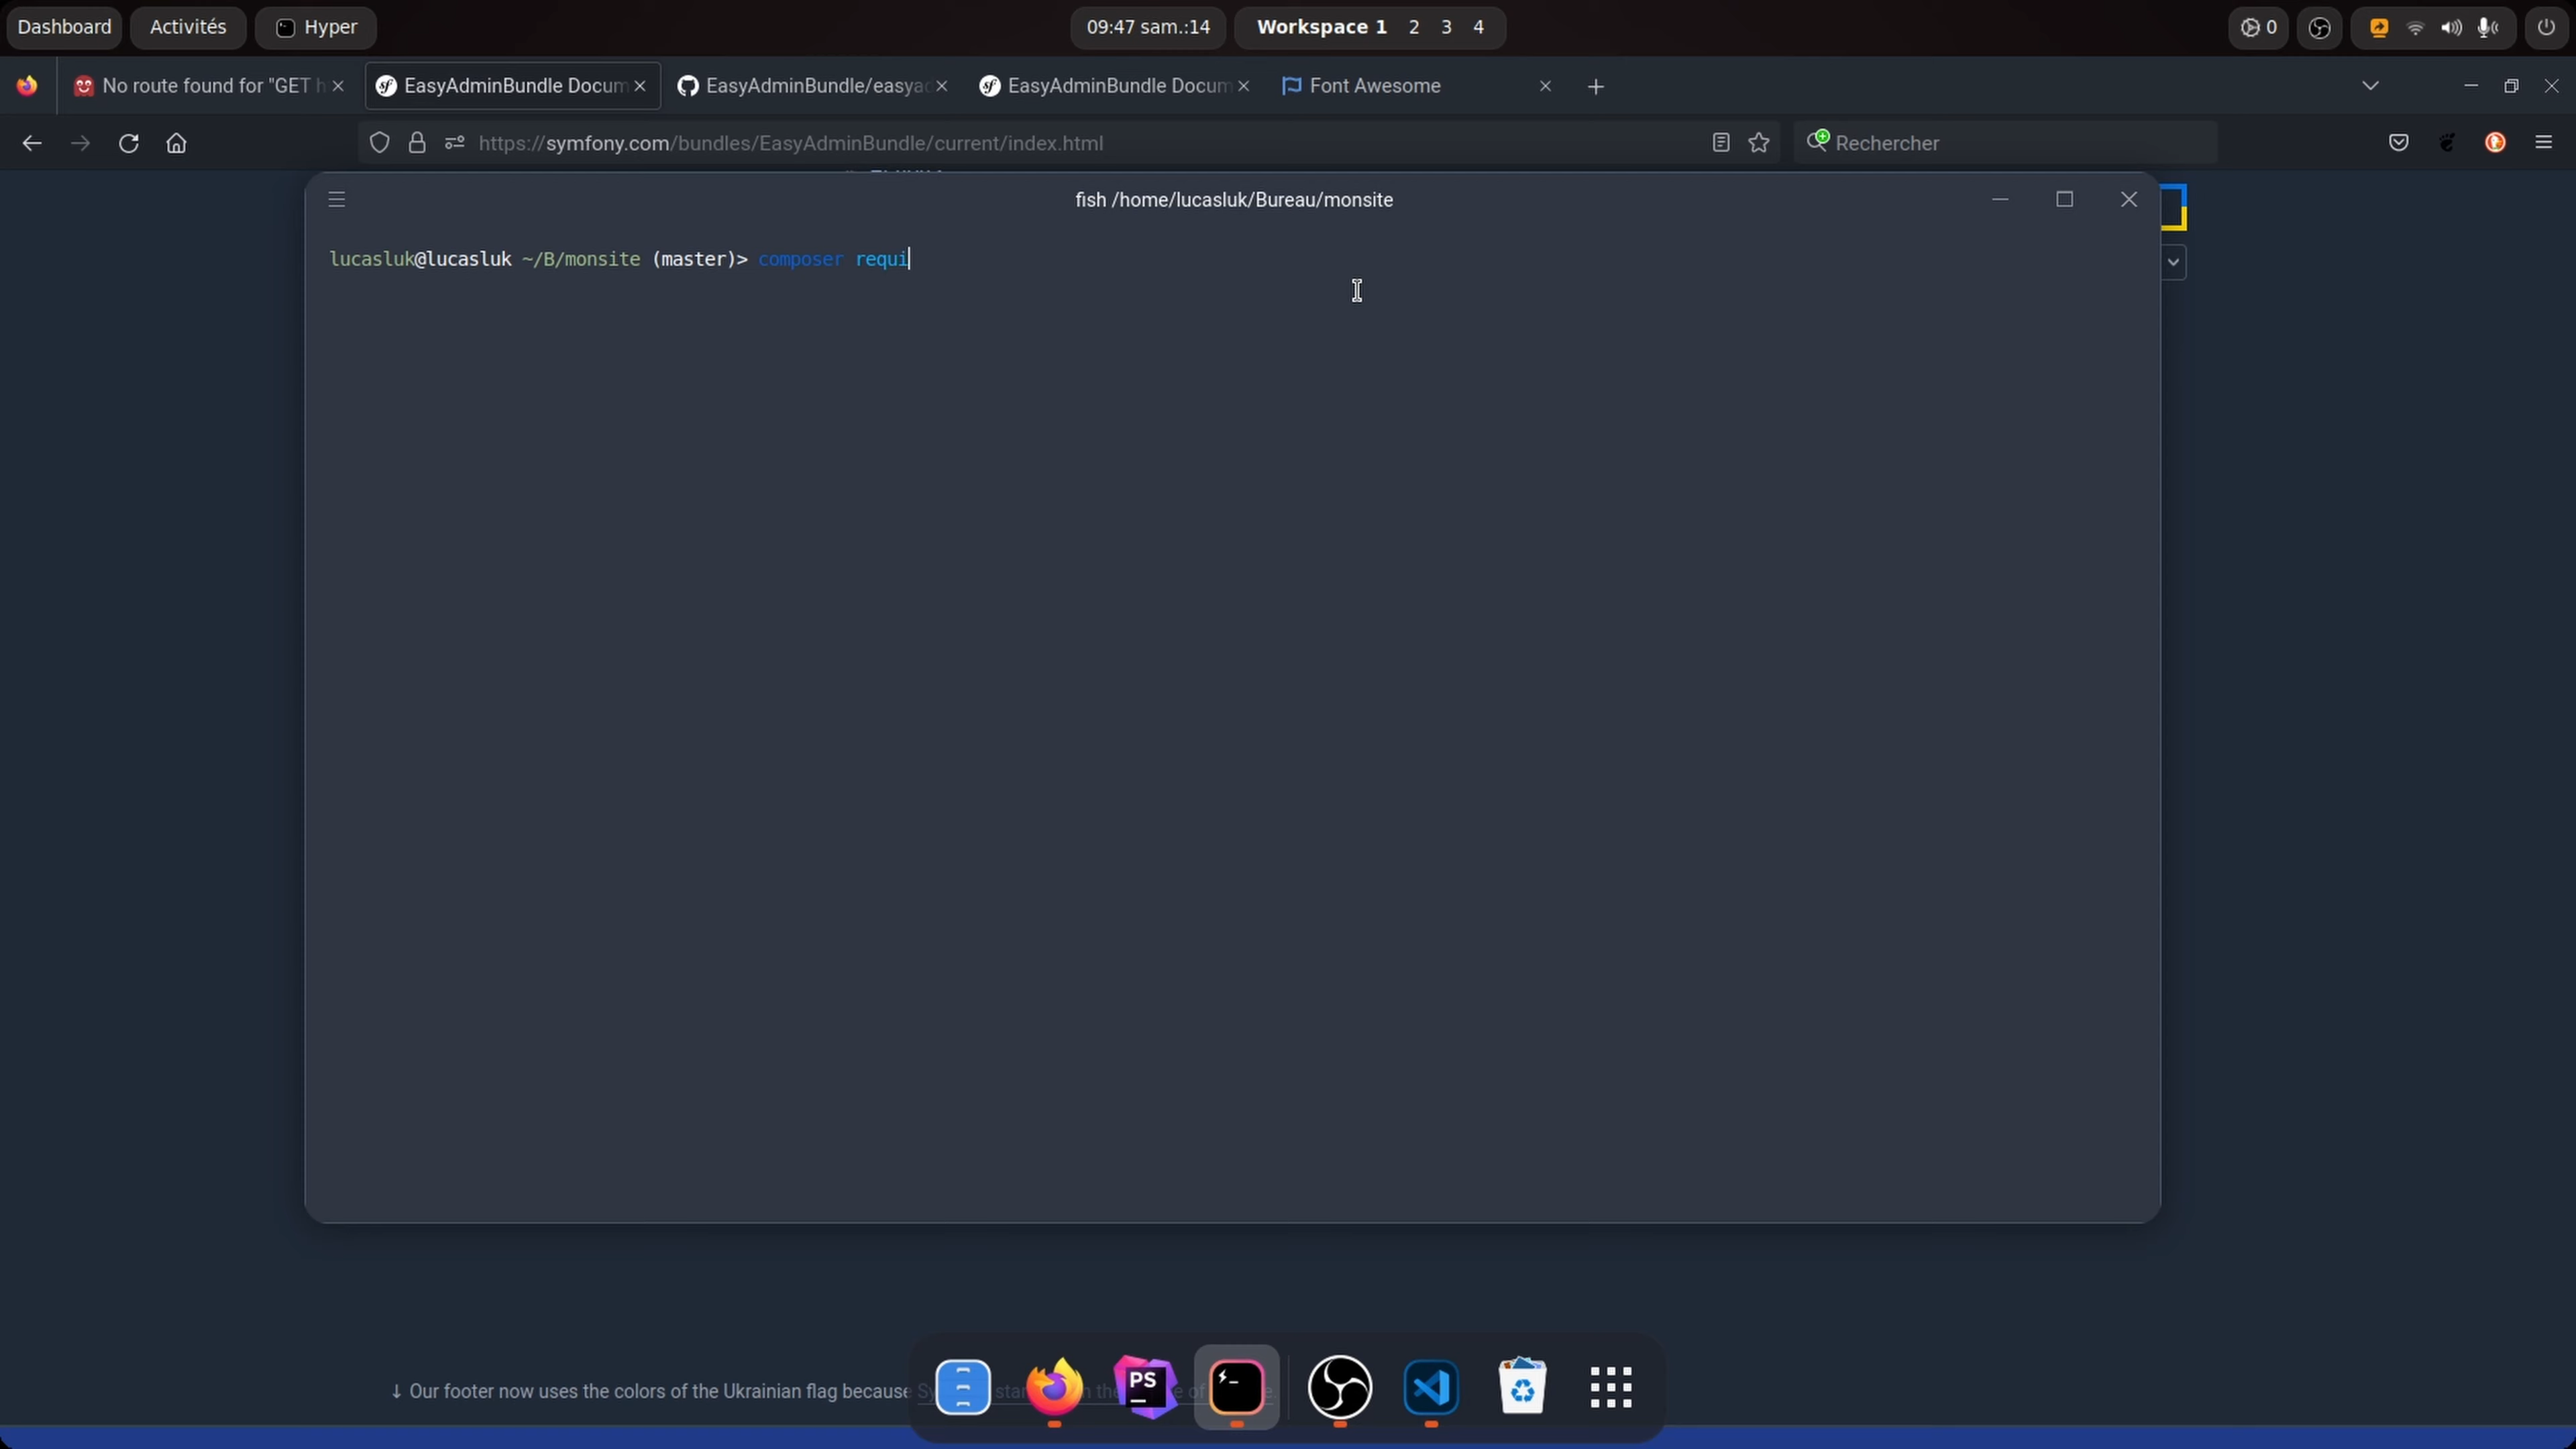 Dashboard Activités Hyper 09:47 sam.:14 Workspace 1 2 3 4 0
No route found for "GET h EasyAdminBundle Docum EasyAdminBundle/easyad EasyAdminBundle Docum Font Awesome
https://symfony.com/bundles/EasyAdminBundle/current/index.html Rechercher
fish /home/lucasluk/Bureau/monsite
lucasluk@lucasluk ~/B/monsite (master)> composer requi
PS
↓ Our footer now uses the colors of the Ukrainian flag because